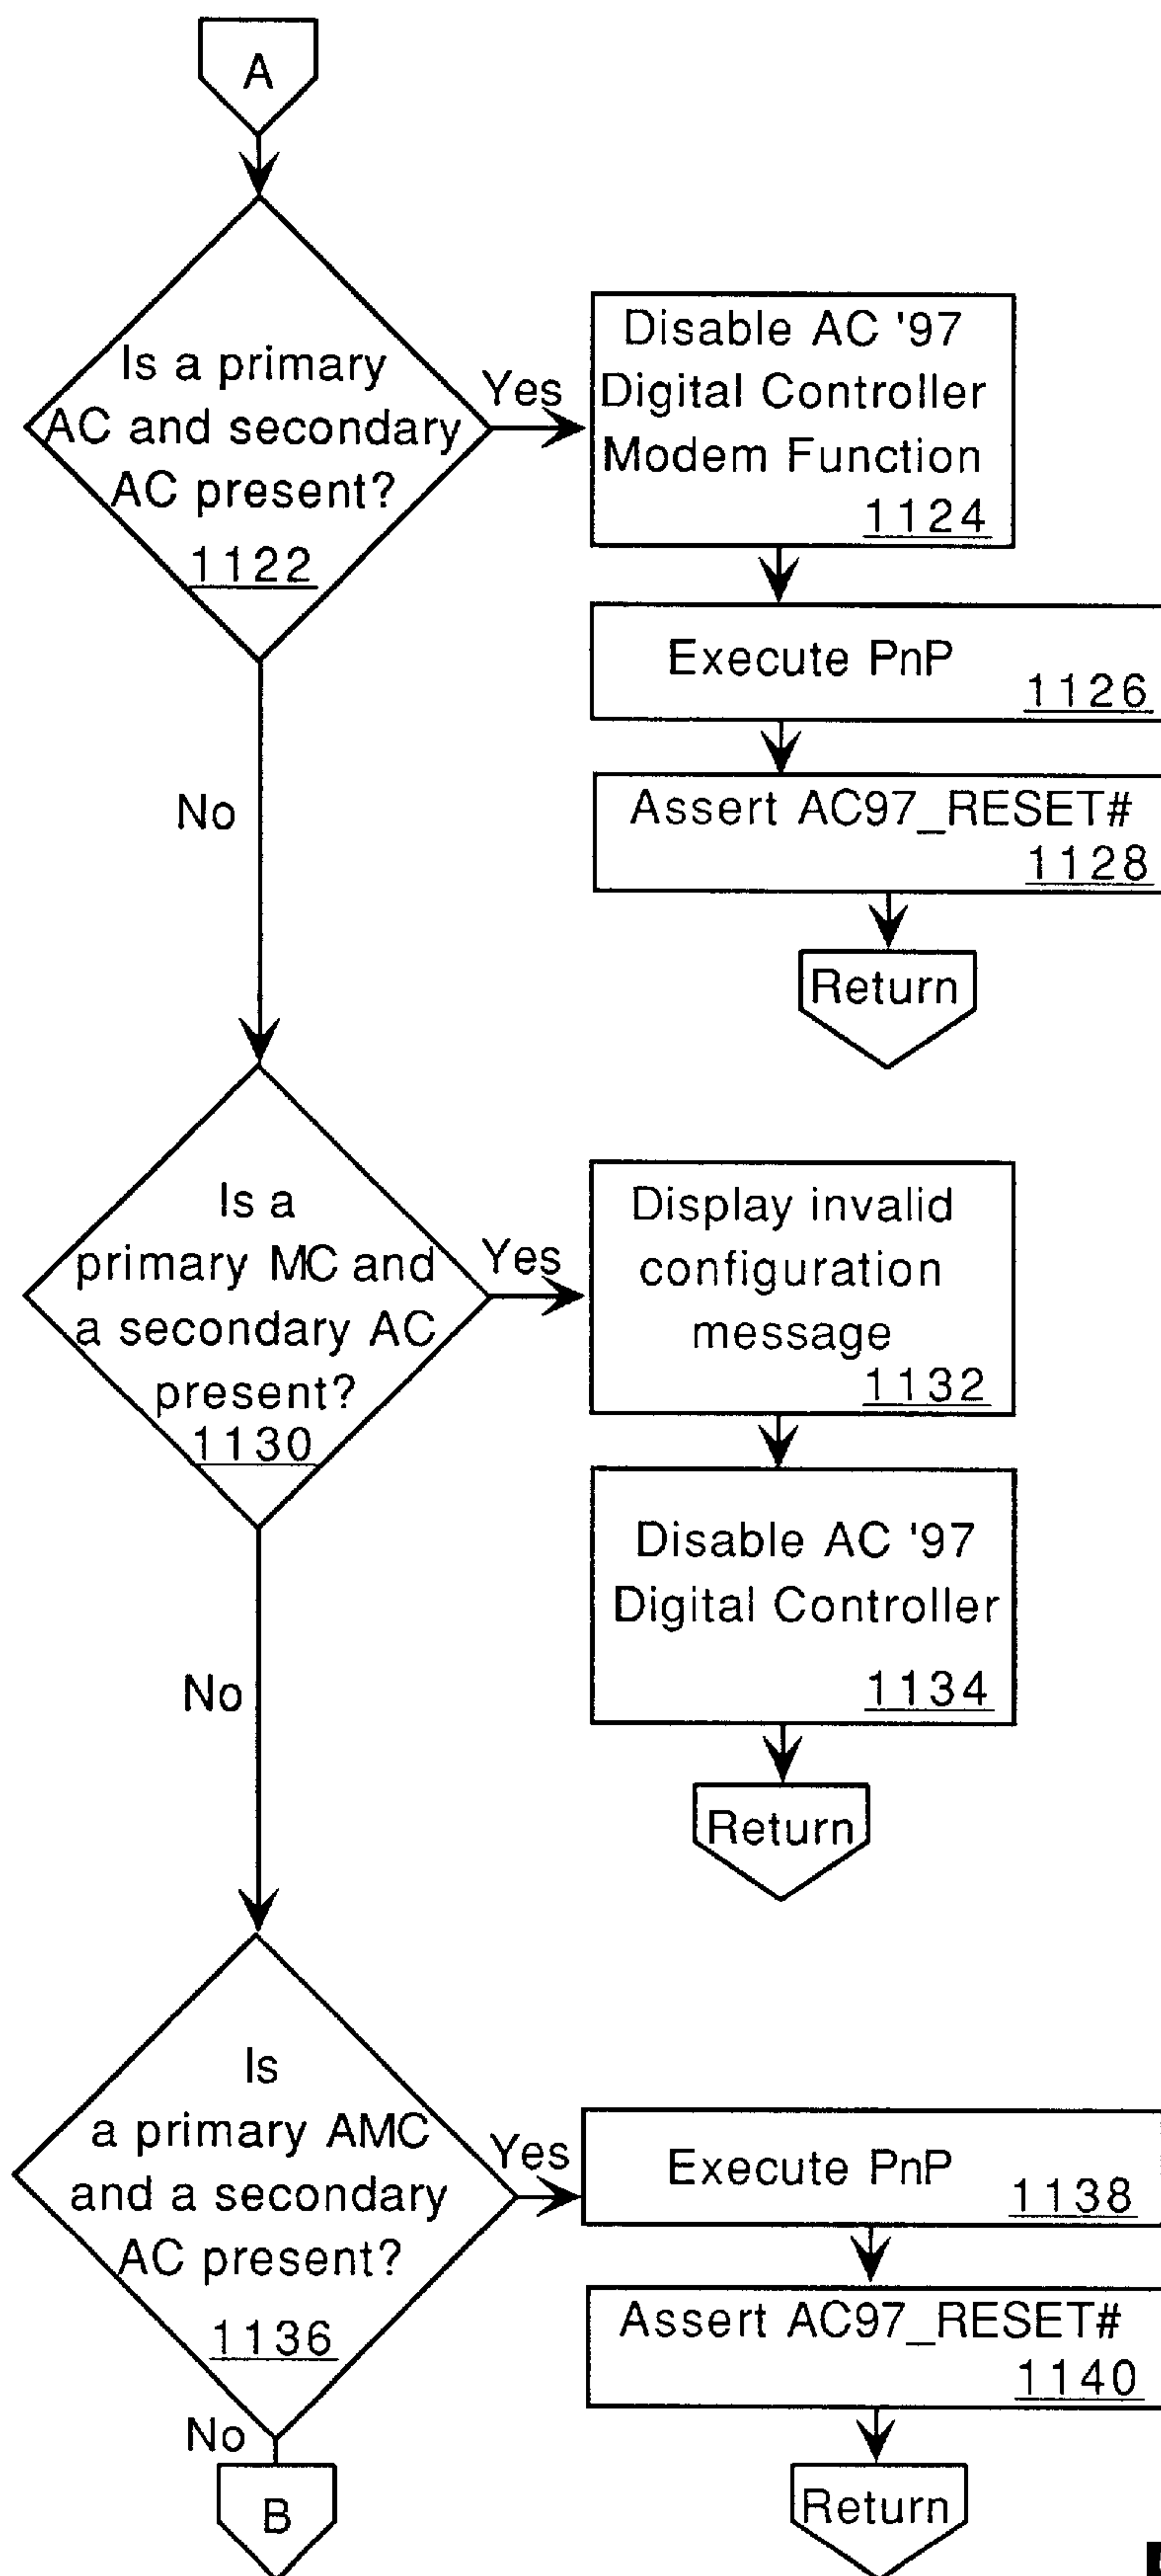 A
Is a primary
AC and secondary
AC present?
1122
Yes
Disable AC '97
Digital Controller
Modem Function
1124
Execute PnP
1126
Assert AC97_RESET#
1128
Return
No
Is a
primary MC and
a secondary AC
present?
1130
Yes
Display invalid
configuration
message
1132
Disable AC '97
Digital Controller
1134
Return
No
Is
a primary AMC
and a secondary
AC present?
1136
Yes
Execute PnP
1138
Assert AC97_RESET#
1140
Return
No
B